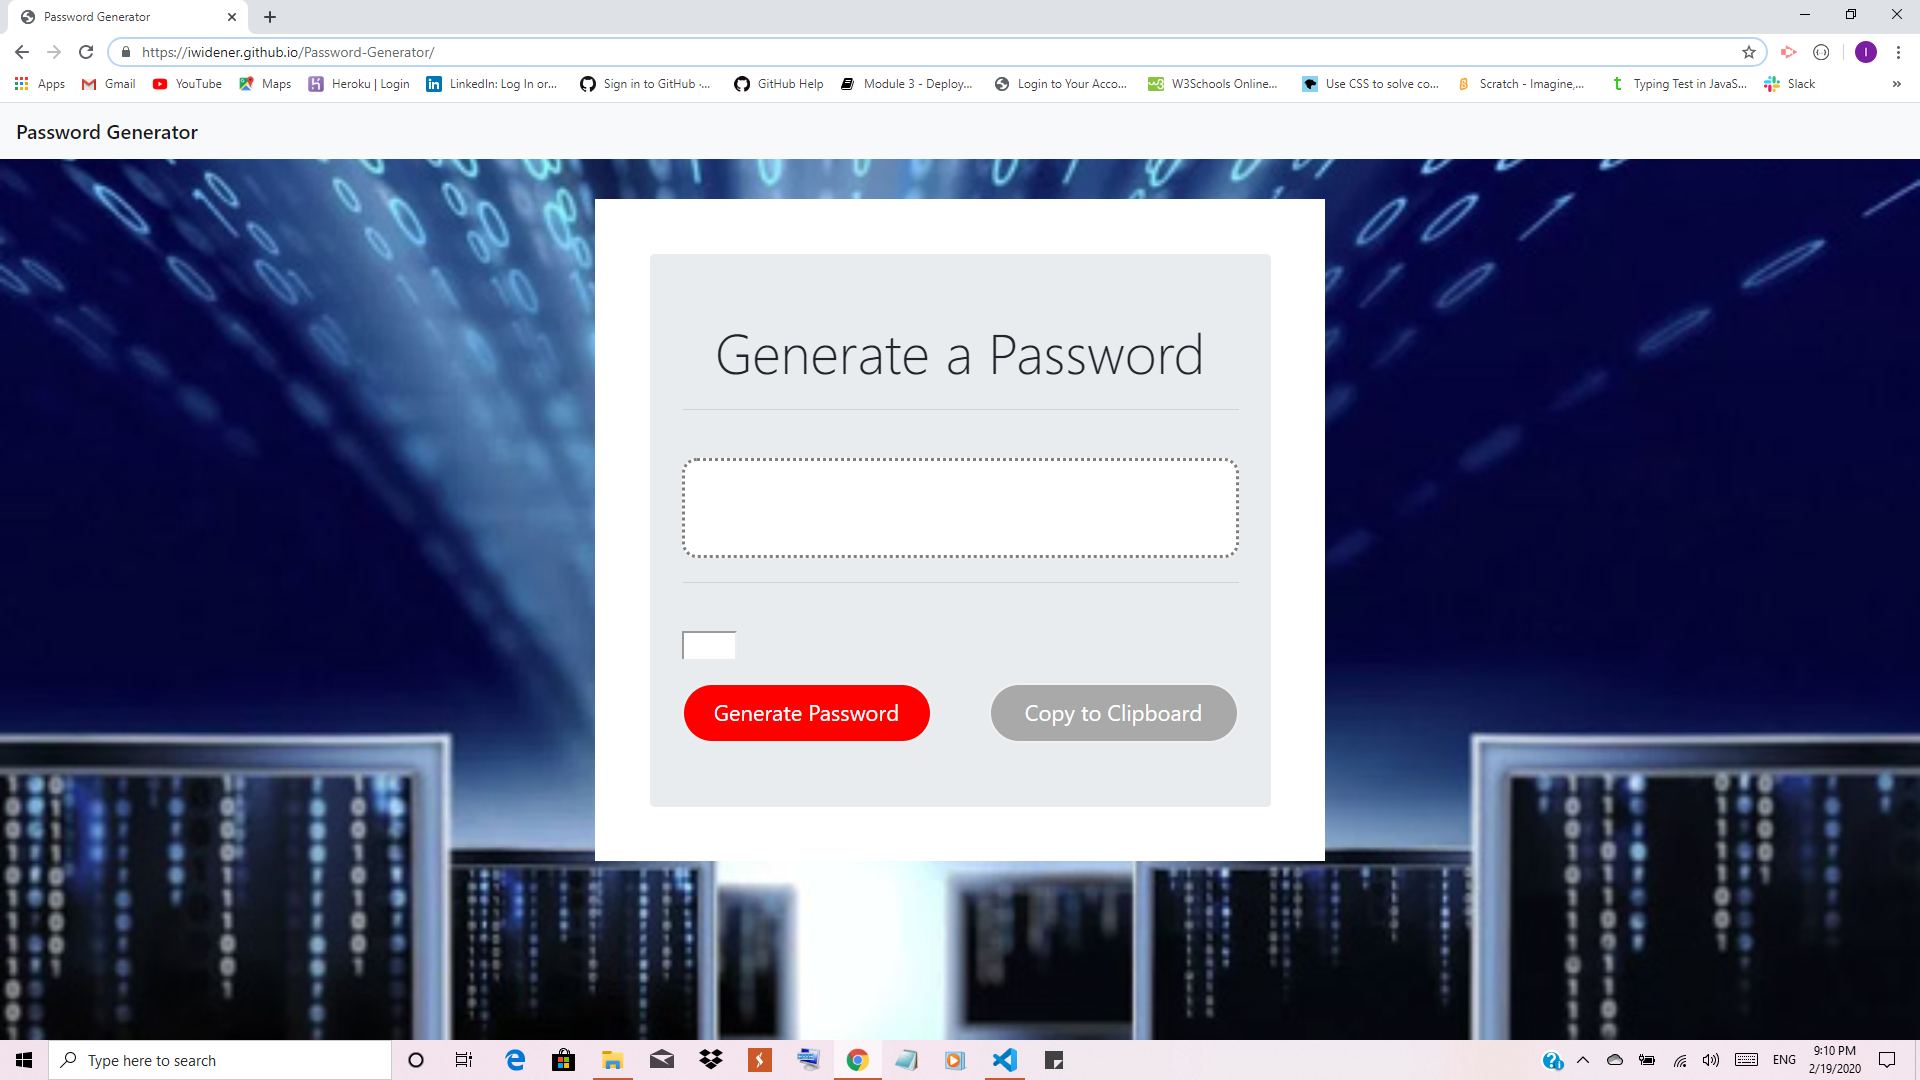 Password Generator
https://iwidener.github.io/Password-Generator/
I
Apps
Gmail
YouTube
Maps
Heroku | Login
LinkedIn: Log In or...
Sign in to GitHub ·...
GitHub Help
Module 3 - Deploy...
Login to Your Acco...
W3Schools Online...
Use CSS to solve co...
Scratch - Imagine,...
Typing Test in JavaS...
Slack
»
Password Generator
Generate a Password
Generate Password
Copy to Clipboard
Type here to search
ENG
9:10 PM
2/19/2020